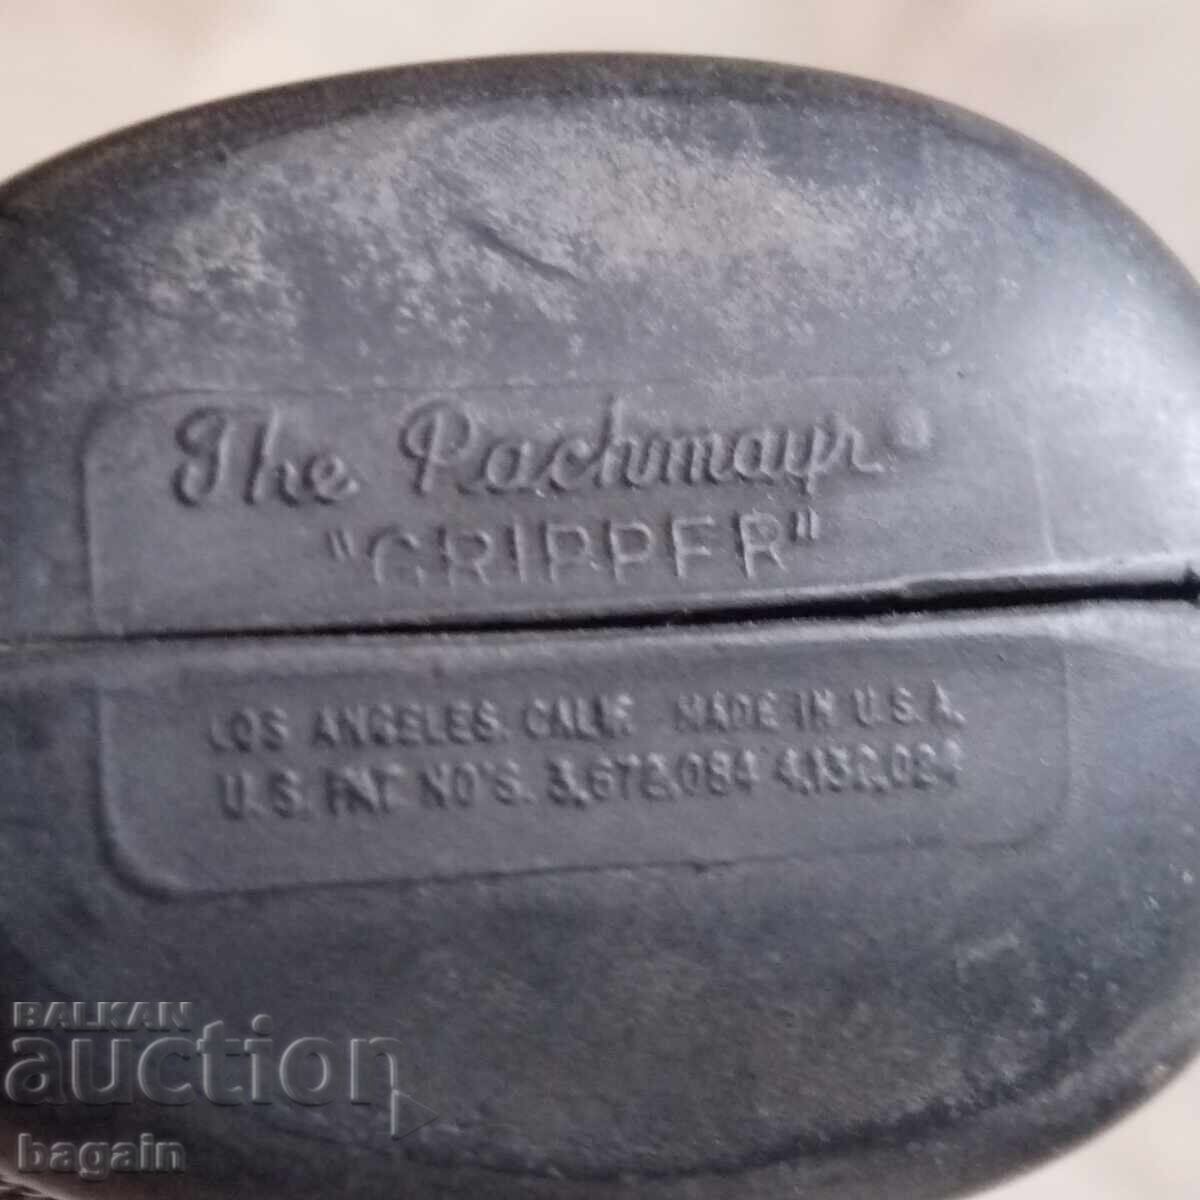 The Pachmayr®
"GRIPPER"
LOS ANGELES. CALIF. MADE IN U.S.A.
U.S. PAT NO'S. 3,672,084 4,132,024
BALKAN
auction
bagain